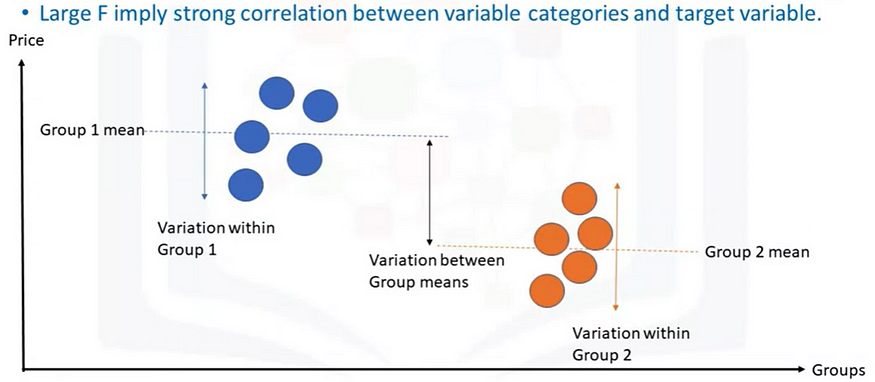 • Large F imply strong correlation between variable categories and target variable.
Price
Group 1 mean
Variation within
Group 1
Variation between
Group means
Group 2 mean
Variation within
Group 2
Groups